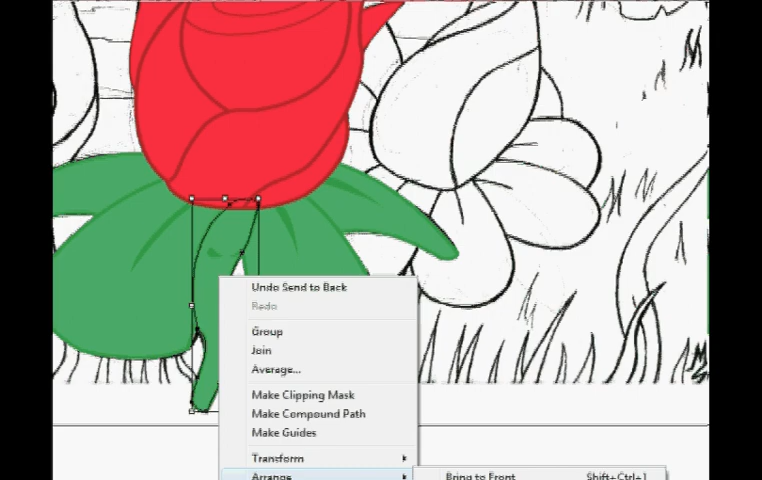 Undo Send to Back
Redo
Group
Join
Average...
Make Clipping Mask
Make Compound Path
Make Guides
Transform
Arrange
Bring to Front Shift+Ctrl+]